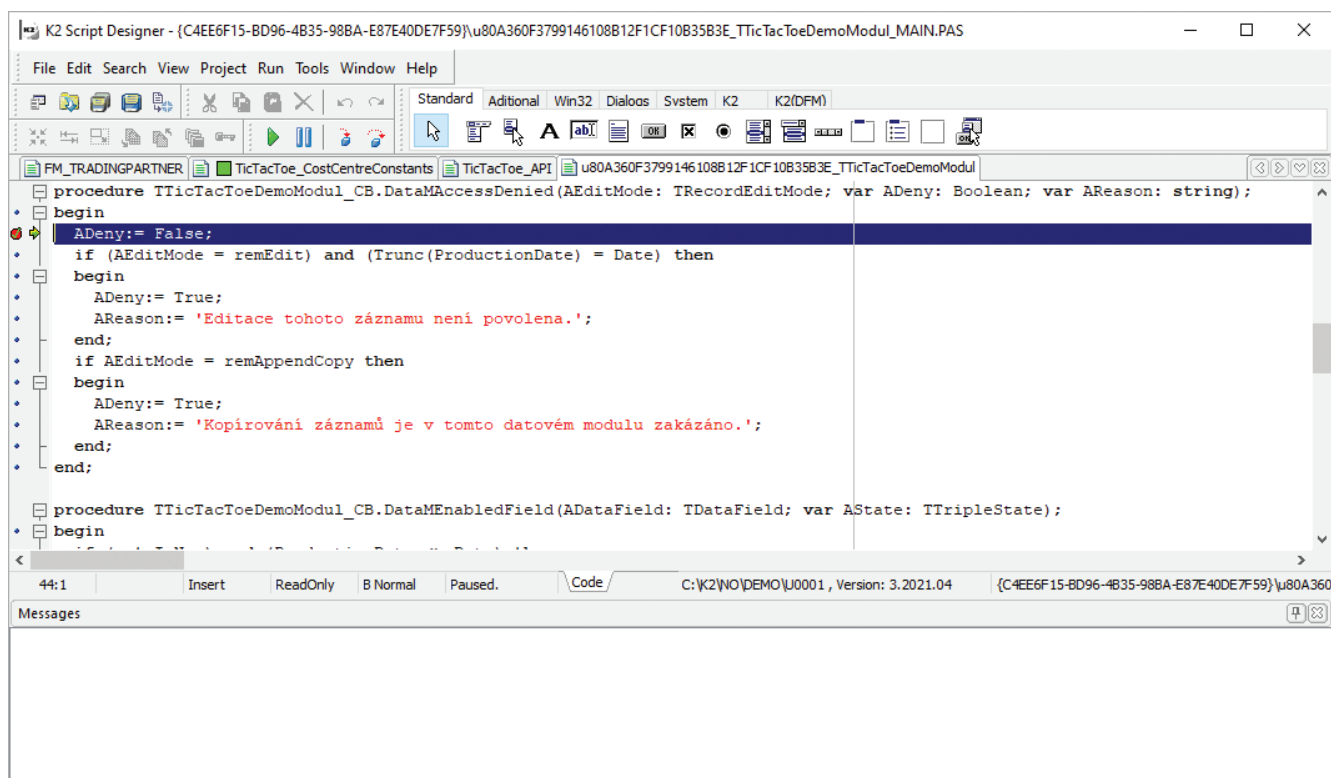 K2 Script Designer - {C4EE6F15-BD96-4B35-98BA-E87E40DE7F59}\u80A360F3799146108B12F1CF10B35B3E_TTicTacToeDemoModul_MAIN.PAS
File Edit Search View Project Run Tools Window Help
Standard Aditional Win32 Dialogs System K2 K2(DFM)
FM_TRADINGPARTNER TicTacToe_CostCentreConstants TicTacToe_API u80A360F3799146108B12F1CF10B35B3E_TTicTacToeDemoModul
procedure TTicTacToeDemoModul_CB.DataMAccessDenied(AEditMode: TRecordEditMode; var ADeny: Boolean; var AReason: string);
begin
ADeny:= False;
if (AEditMode = remEdit) and (Trunc(ProductionDate) = Date) then
begin
ADeny:= True;
AReason:= 'Editace tohoto záznamu není povolena.';
end;
if AEditMode = remAppendCopy then
begin
ADeny:= True;
AReason:= 'Kopírování záznamů je v tomto datovém modulu zakázáno.';
end;
end;
procedure TTicTacToeDemoModul_CB.DataMEnabledField(ADataField: TDataField; var AState: TTripleState);
begin
44:1 Insert ReadOnly B Normal Paused. Code C:\K2\NO\DEMO\U0001 , Version: 3.2021.04 {C4EE6F15-BD96-4B35-98BA-E87E40DE7F59}\u80A360
Messages